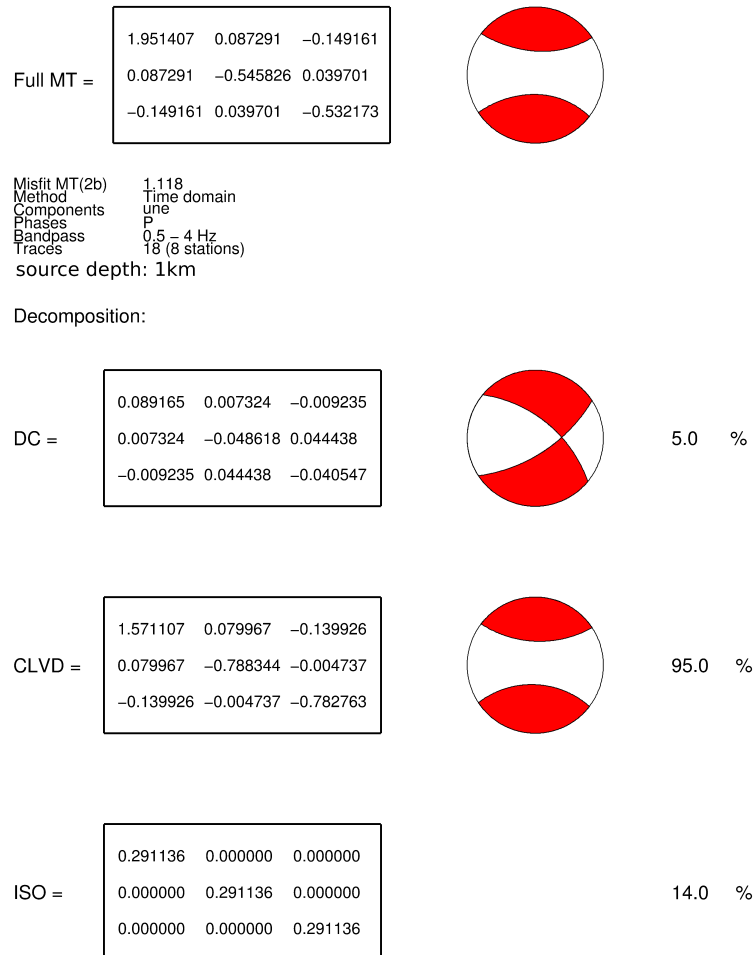 1.951407 0.087291 −0.149161
Full MT = 0.087291 −0.545826 0.039701
−0.149161 0.039701 −0.532173
Misfit MT(2b) 1.118
Method Time domain
Components une
Phases P
Bandpass 0.5 − 4 Hz
Traces 18 (8 stations)
source depth: 1km
Decomposition:
0.089165 0.007324 −0.009235
DC = 0.007324 −0.048618 0.044438 5.0 %
−0.009235 0.044438 −0.040547
1.571107 0.079967 −0.139926
CLVD = 0.079967 −0.788344 −0.004737 95.0 %
−0.139926 −0.004737 −0.782763
0.291136 0.000000 0.000000
ISO = 0.000000 0.291136 0.000000 14.0 %
0.000000 0.000000 0.291136